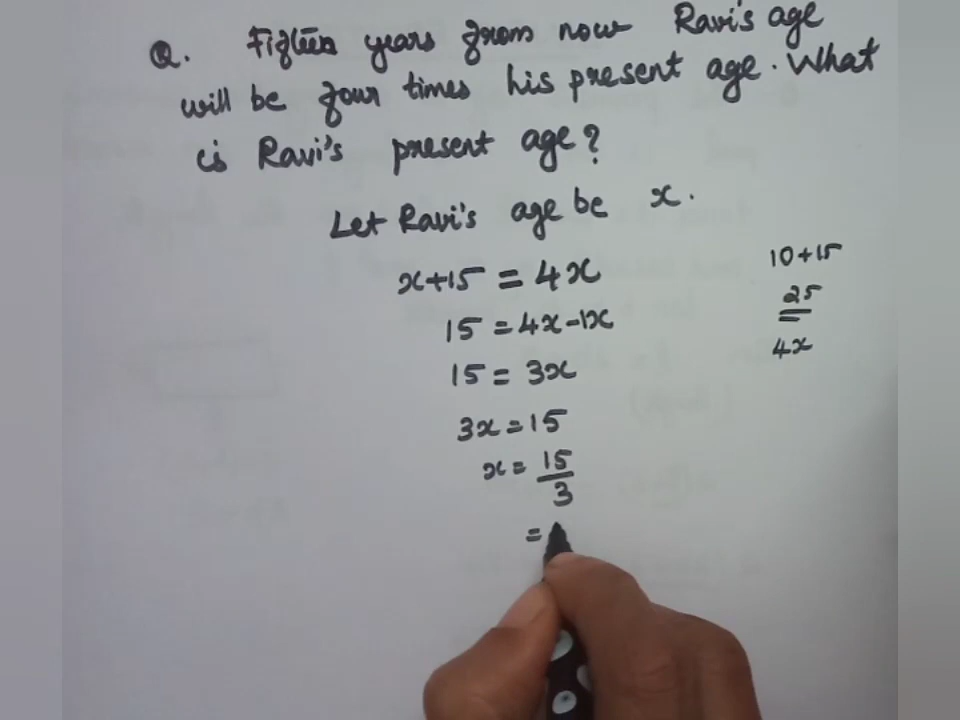 Q. Fifteen years from now Ravi's age
will be four times his present age. What
is Ravi's present age?
Let Ravi's age be x.
x+15 = 4x
15 = 4x-1x
15 = 3x
3x = 15
x = 15/3
=
10+15
25
=
4x